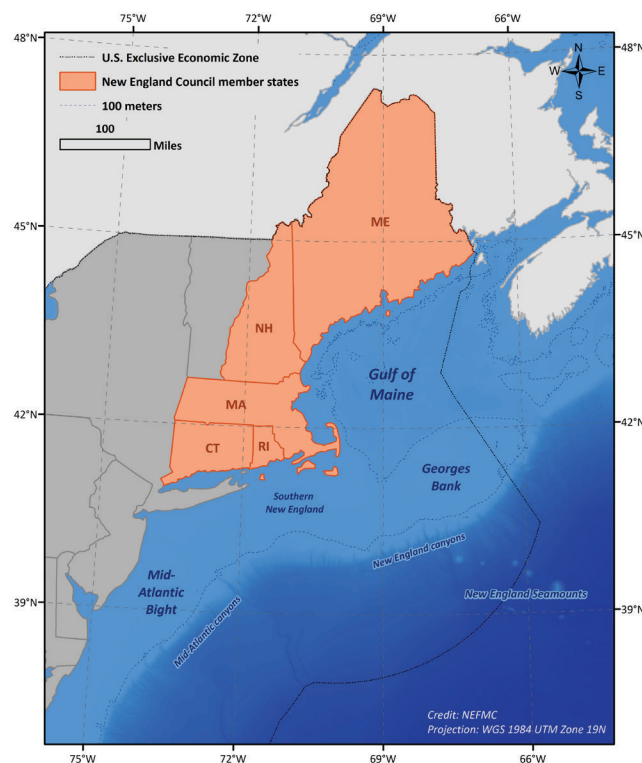 75°W 72°W 69°W 66°W
48°N 48°N
U.S. Exclusive Economic Zone
New England Council member states
100 meters
100
Miles
N
W E
S
45°N 45°N
ME
NH
Gulf of
Maine
42°N 42°N
MA
CT RI
Georges
Bank
Southern
New England
New England canyons
Mid-
Atlantic
Bight
39°N 39°N
New England Seamounts
Mid-Atlantic canyons
Credit: NEFMC
Projection: WGS 1984 UTM Zone 19N
75°W 72°W 69°W 66°W